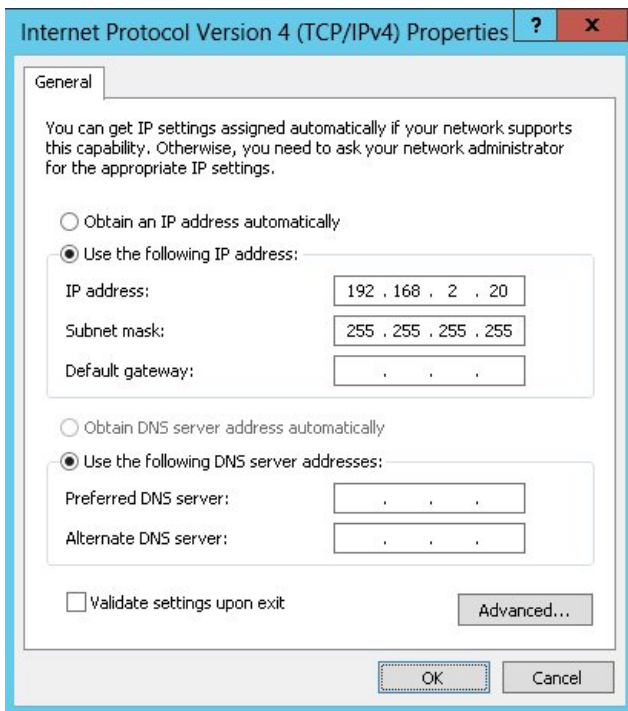 Internet Protocol Version 4 (TCP/IPv4) Properties ? x
General
You can get IP settings assigned automatically if your network supports
this capability. Otherwise, you need to ask your network administrator
for the appropriate IP settings.
Obtain an IP address automatically
Use the following IP address:
IP address: 192 . 168 . 2 . 20
Subnet mask: 255 . 255 . 255 . 255
Default gateway: . . .
Obtain DNS server address automatically
Use the following DNS server addresses:
Preferred DNS server: . . .
Alternate DNS server: . . .
Validate settings upon exit
Advanced...
OK Cancel